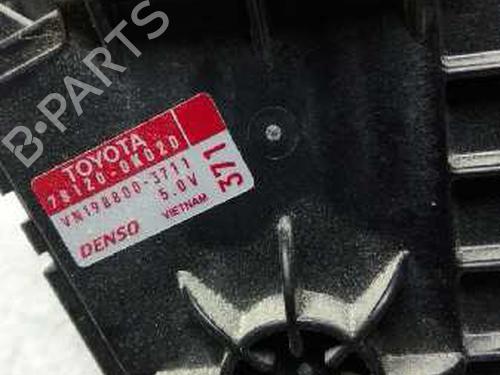 B-PARTS
TOYOTA
78120-0K020
VN198800-3711
5.0V
DENSO
VIETNAM
371